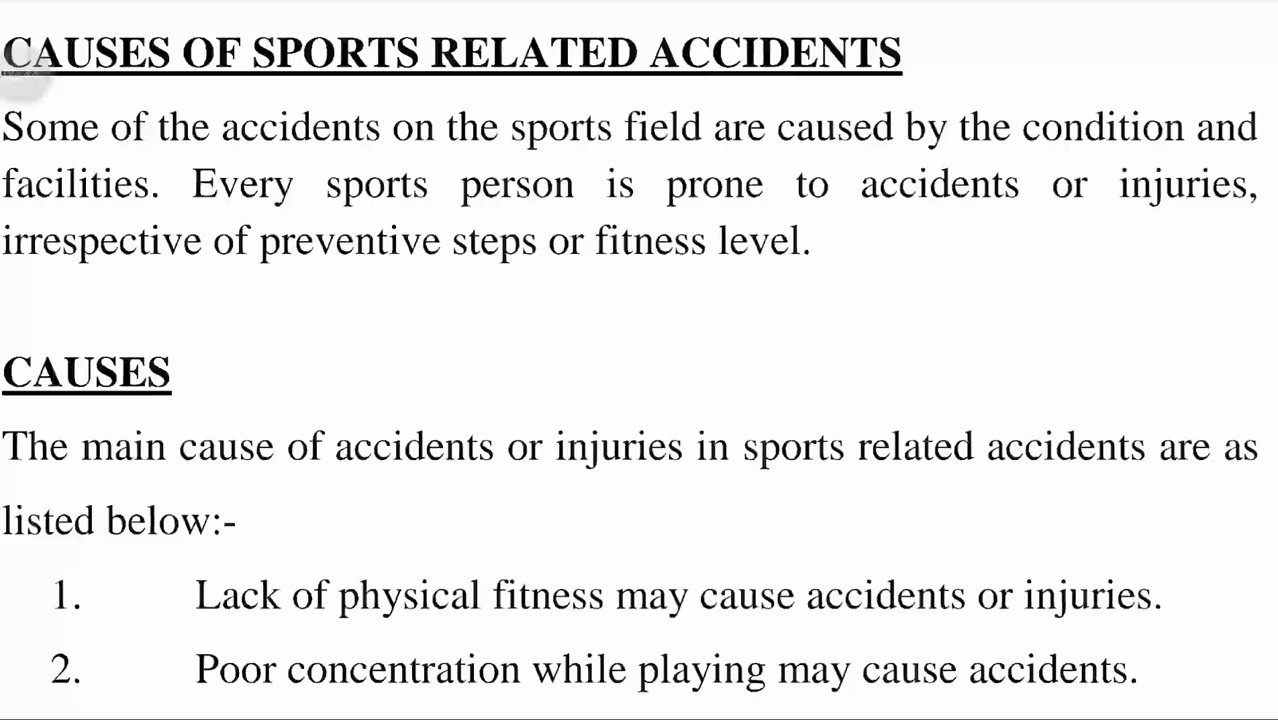 CAUSES OF SPORTS RELATED ACCIDENTS
Some of the accidents on the sports field are caused by the condition and
facilities. Every sports person is prone to accidents or injuries,
irrespective of preventive steps or fitness level.
CAUSES
The main cause of accidents or injuries in sports related accidents are as
listed below:-
1. Lack of physical fitness may cause accidents or injuries.
2. Poor concentration while playing may cause accidents.